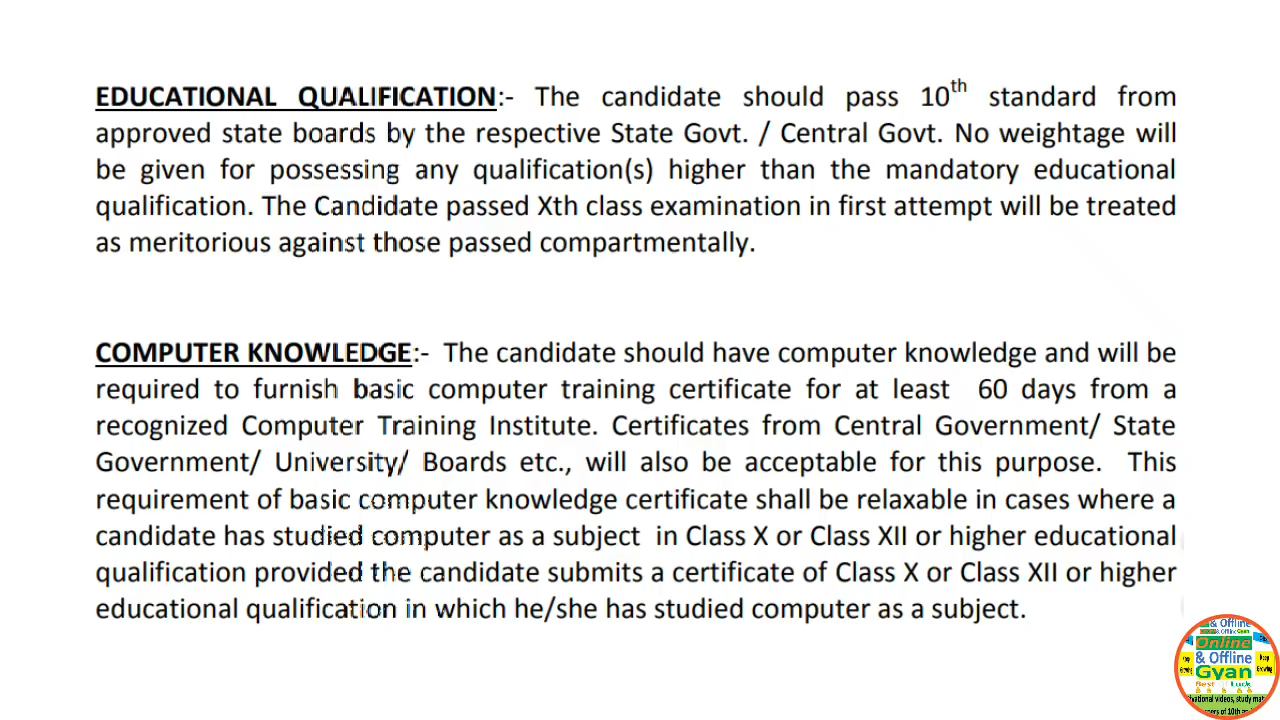 EDUCATIONAL QUALIFICATION:- The candidate should pass 10th standard from
approved state boards by the respective State Govt. / Central Govt. No weightage will
be given for possessing any qualification(s) higher than the mandatory educational
qualification. The Candidate passed Xth class examination in first attempt will be treated
as meritorious against those passed compartmentally.
COMPUTER KNOWLEDGE:- The candidate should have computer knowledge and will be
required to furnish basic computer training certificate for at least 60 days from a
recognized Computer Training Institute. Certificates from Central Government/ State
Government/ University/ Boards etc., will also be acceptable for this purpose. This
requirement of basic computer knowledge certificate shall be relaxable in cases where a
candidate has studied computer as a subject in Class X or Class XII or higher educational
qualification provided the candidate submits a certificate of Class X or Class XII or higher
educational qualification in which he/she has studied computer as a subject.
& Offline
Online
& Offline
Gyan
Best Luck
Keep Growing